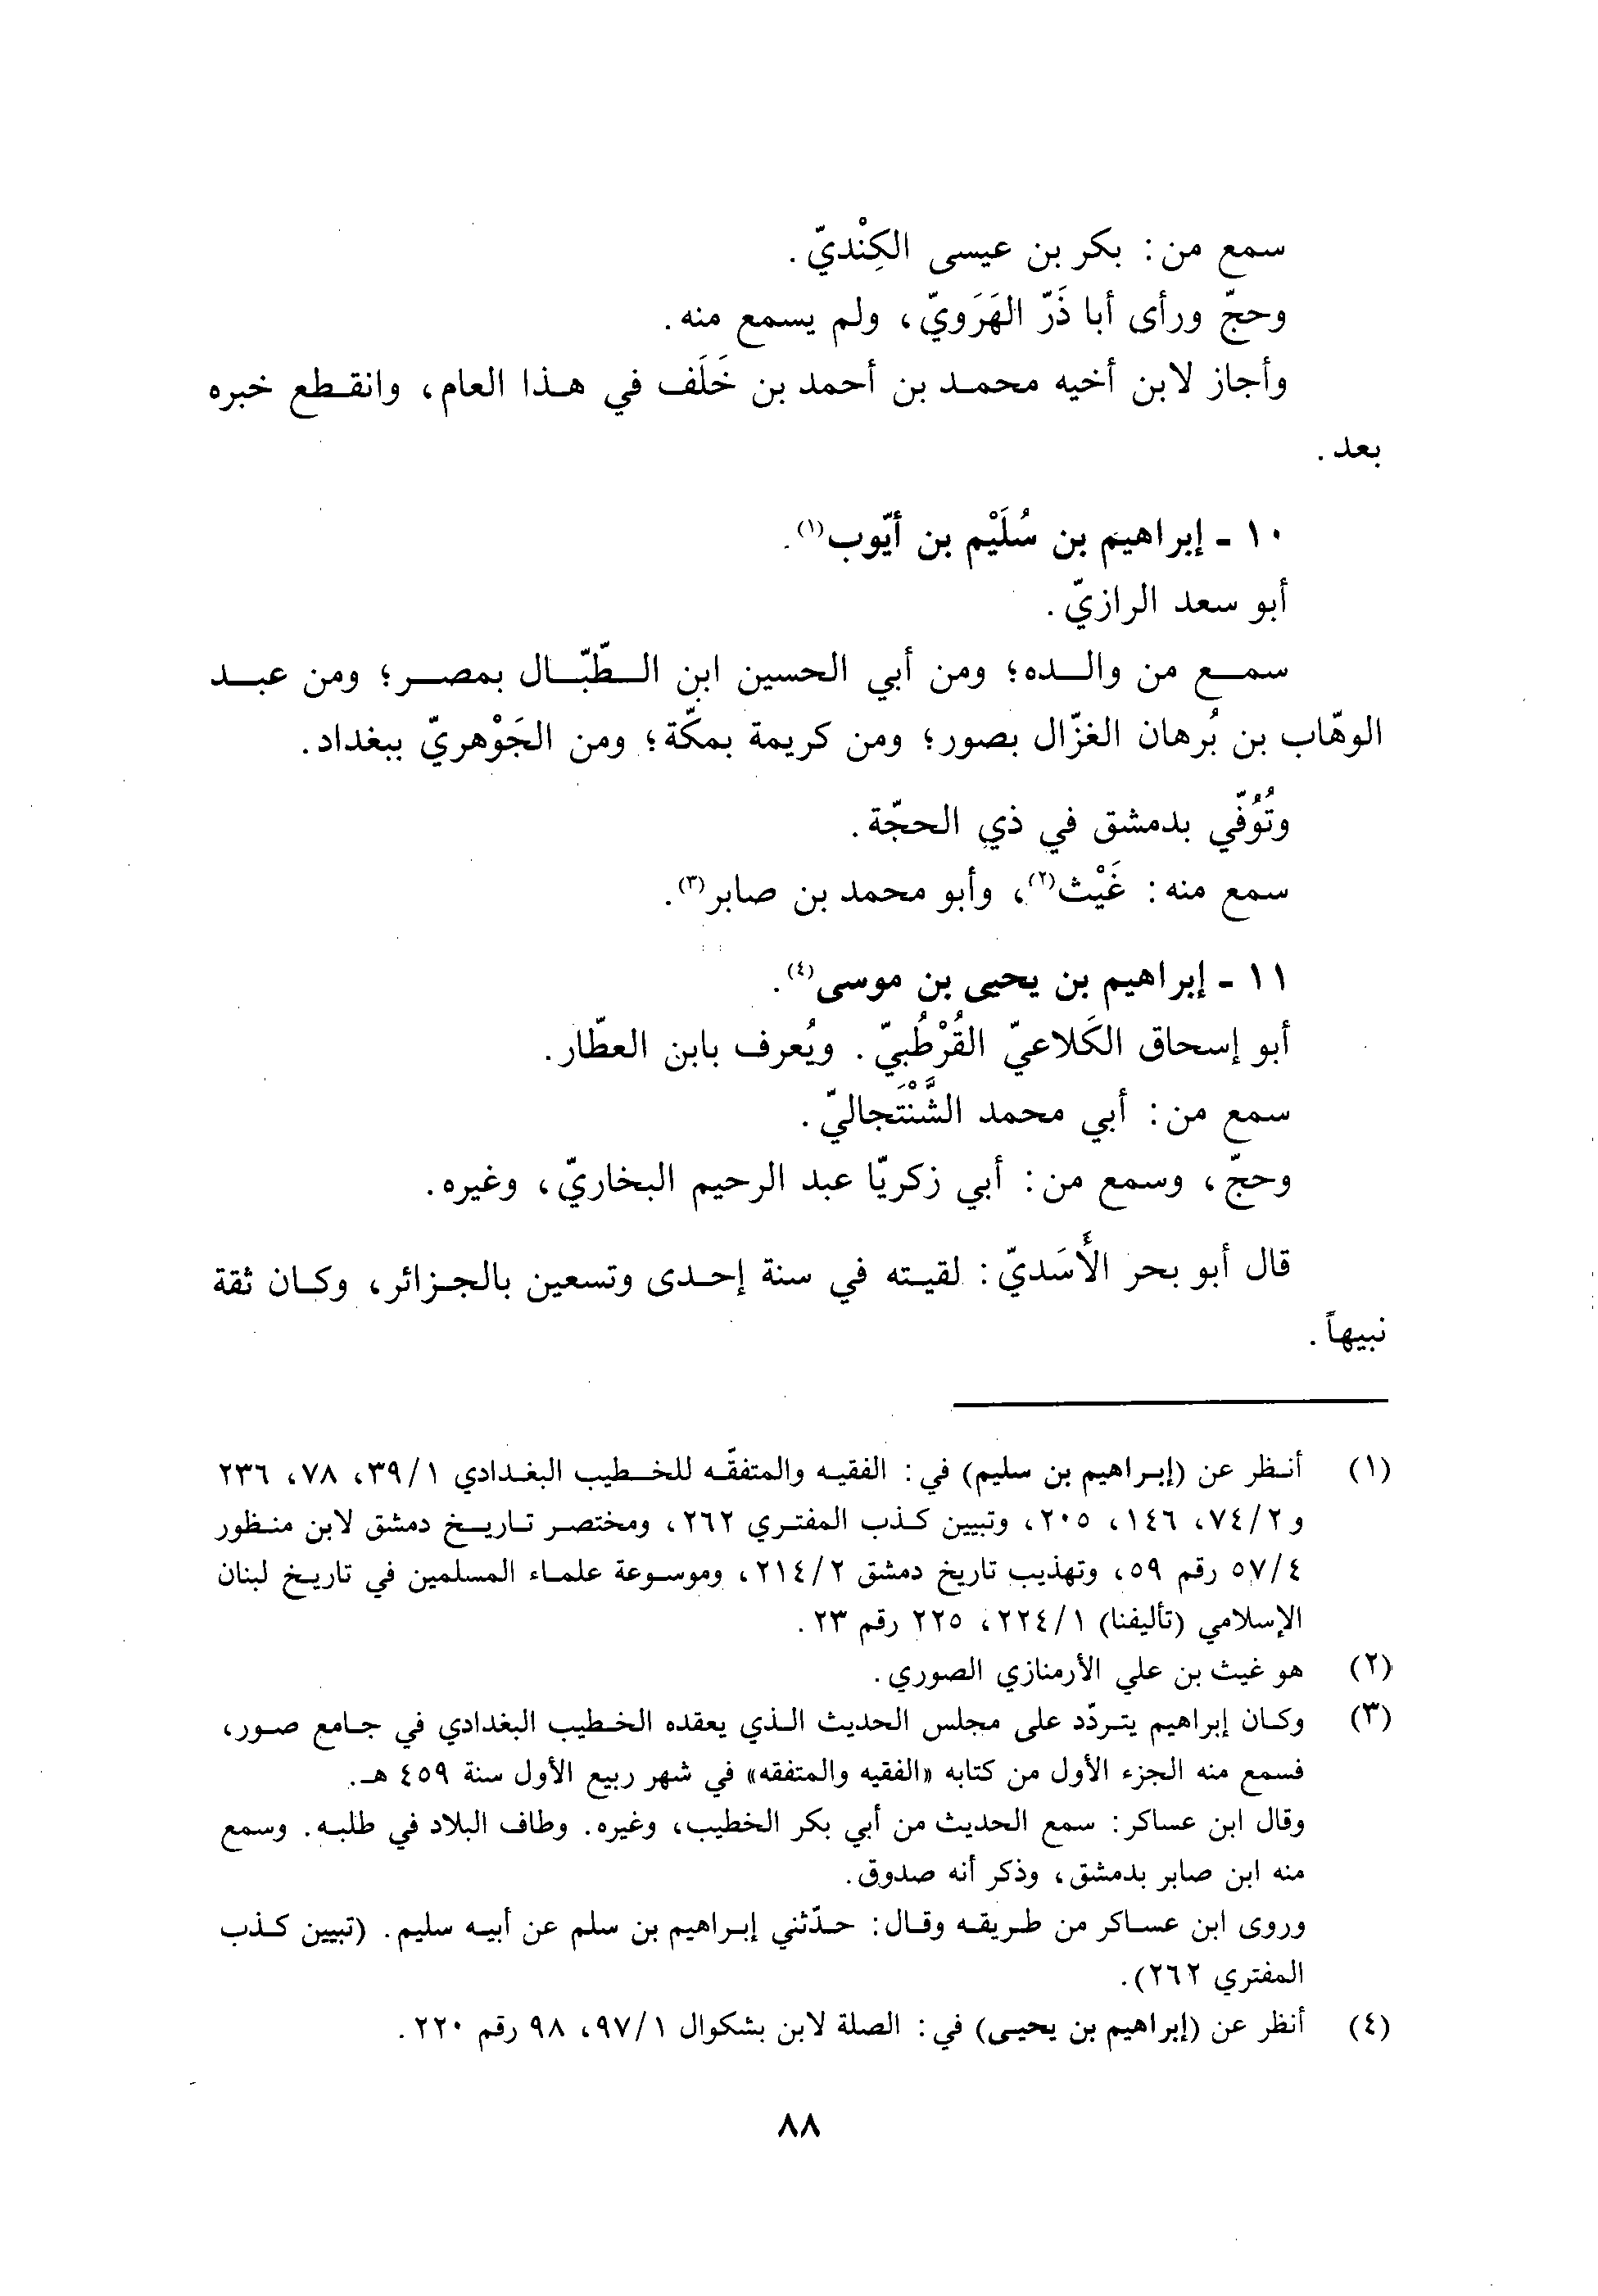 سمع من: بكر بن عيسى الكِنْديّ.
وحجّ ورأى أبا ذَرّ الهَرَويّ، ولم يسمع منه.
وأجاز لابن أخيه محمد بن أحمد بن خَلَف في هذا العام، وانقطع خبره
بعد.
١٠ ـ إبراهيم بن سُلَيْم بن أيّوب(١).
أبو سعد الرازيّ.
سمع من والده؛ ومن أبي الحسين ابن الطّبّال بمصر؛ ومن عبد
الوهّاب بن بُرهان الغزّال بصور؛ ومن كريمة بمكّة؛ ومن الجَوْهريّ ببغداد.
وتُوُفّي بدمشق في ذي الحجّة.
سمع منه: غَيْث(٢)، وأبو محمد بن صابر(٣).
١١ ـ إبراهيم بن يحيى بن موسى(٤).
أبو إسحاق الكَلاعيّ القُرْطُبيّ. ويُعرف بابن العطّار.
سمع من: أبي محمد الشَّنْتَجاليّ.
وحجّ، وسمع من: أبي زكريّا عبد الرحيم البخاريّ، وغيره.
قال أبو بحر الأَسَديّ: لقيته في سنة إحدى وتسعين بالجزائر، وكان ثقة
نبيهاً.
(١) أنظر عن (إبراهيم بن سليم) في: الفقيه والمتفقّه للخطيب البغدادي ٣٩/١، ٧٨، ٢٣٦
و٧٤/٢، ١٤٦، ٢٠٥، وتبيين كذب المفتري ٢٦٢، ومختصر تاريخ دمشق لابن منظور
٥٧/٤ رقم ٥٩، وتهذيب تاريخ دمشق ٢١٤/٢، وموسوعة علماء المسلمين في تاريخ لبنان
الإسلامي (تأليفنا) ٢٢٤/١، ٢٢٥ رقم ٢٣.
(٢) هو غيث بن علي الأرمنازي الصوري.
(٣) وكان إبراهيم يتردّد على مجلس الحديث الذي يعقده الخطيب البغدادي في جامع صور،
فسمع منه الجزء الأول من كتابه «الفقيه والمتفقه» في شهر ربيع الأول سنة ٤٥٩ هـ.
وقال ابن عساكر: سمع الحديث من أبي بكر الخطيب، وغيره. وطاف البلاد في طلبه. وسمع
منه ابن صابر بدمشق، وذكر أنه صدوق.
وروى ابن عساكر من طريقه وقال: حدّثني إبراهيم بن سلم عن أبيه سليم. (تبيين كذب
المفتري ٢٦٢).
(٤) أنظر عن (إبراهيم بن يحيى) في: الصلة لابن بشكوال ٩٧/١، ٩٨ رقم ٢٢٠.
٨٨